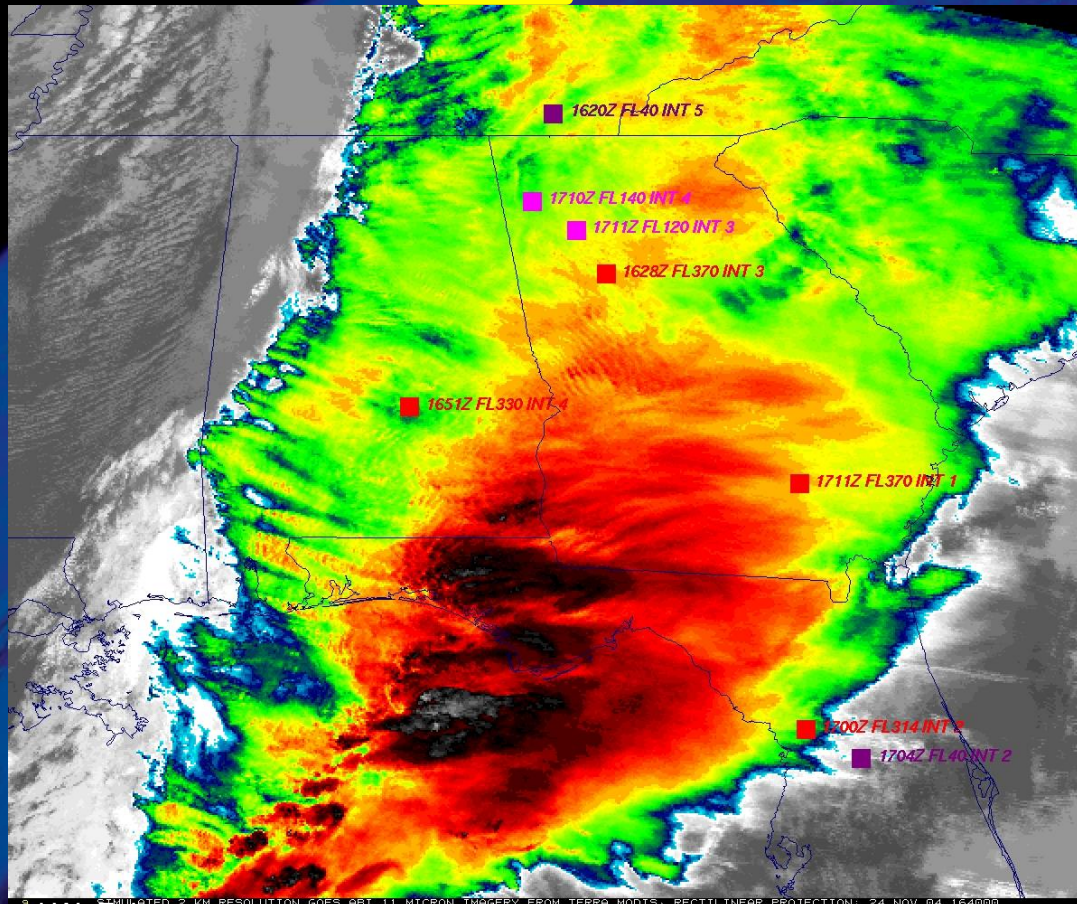 1620Z FL40 INT 5
1710Z FL140 INT 4
1711Z FL120 INT 3
1628Z FL370 INT 3
1651Z FL330 INT 4
1711Z FL370 INT 1
1700Z FL314 INT 2
1704Z FL40 INT 2
SIMULATED 2 KM RESOLUTION GOES ABI 11 MICRON IMAGERY FROM TERRA MODIS, RECTILINEAR PROJECTION: 24 NOV 04 164000